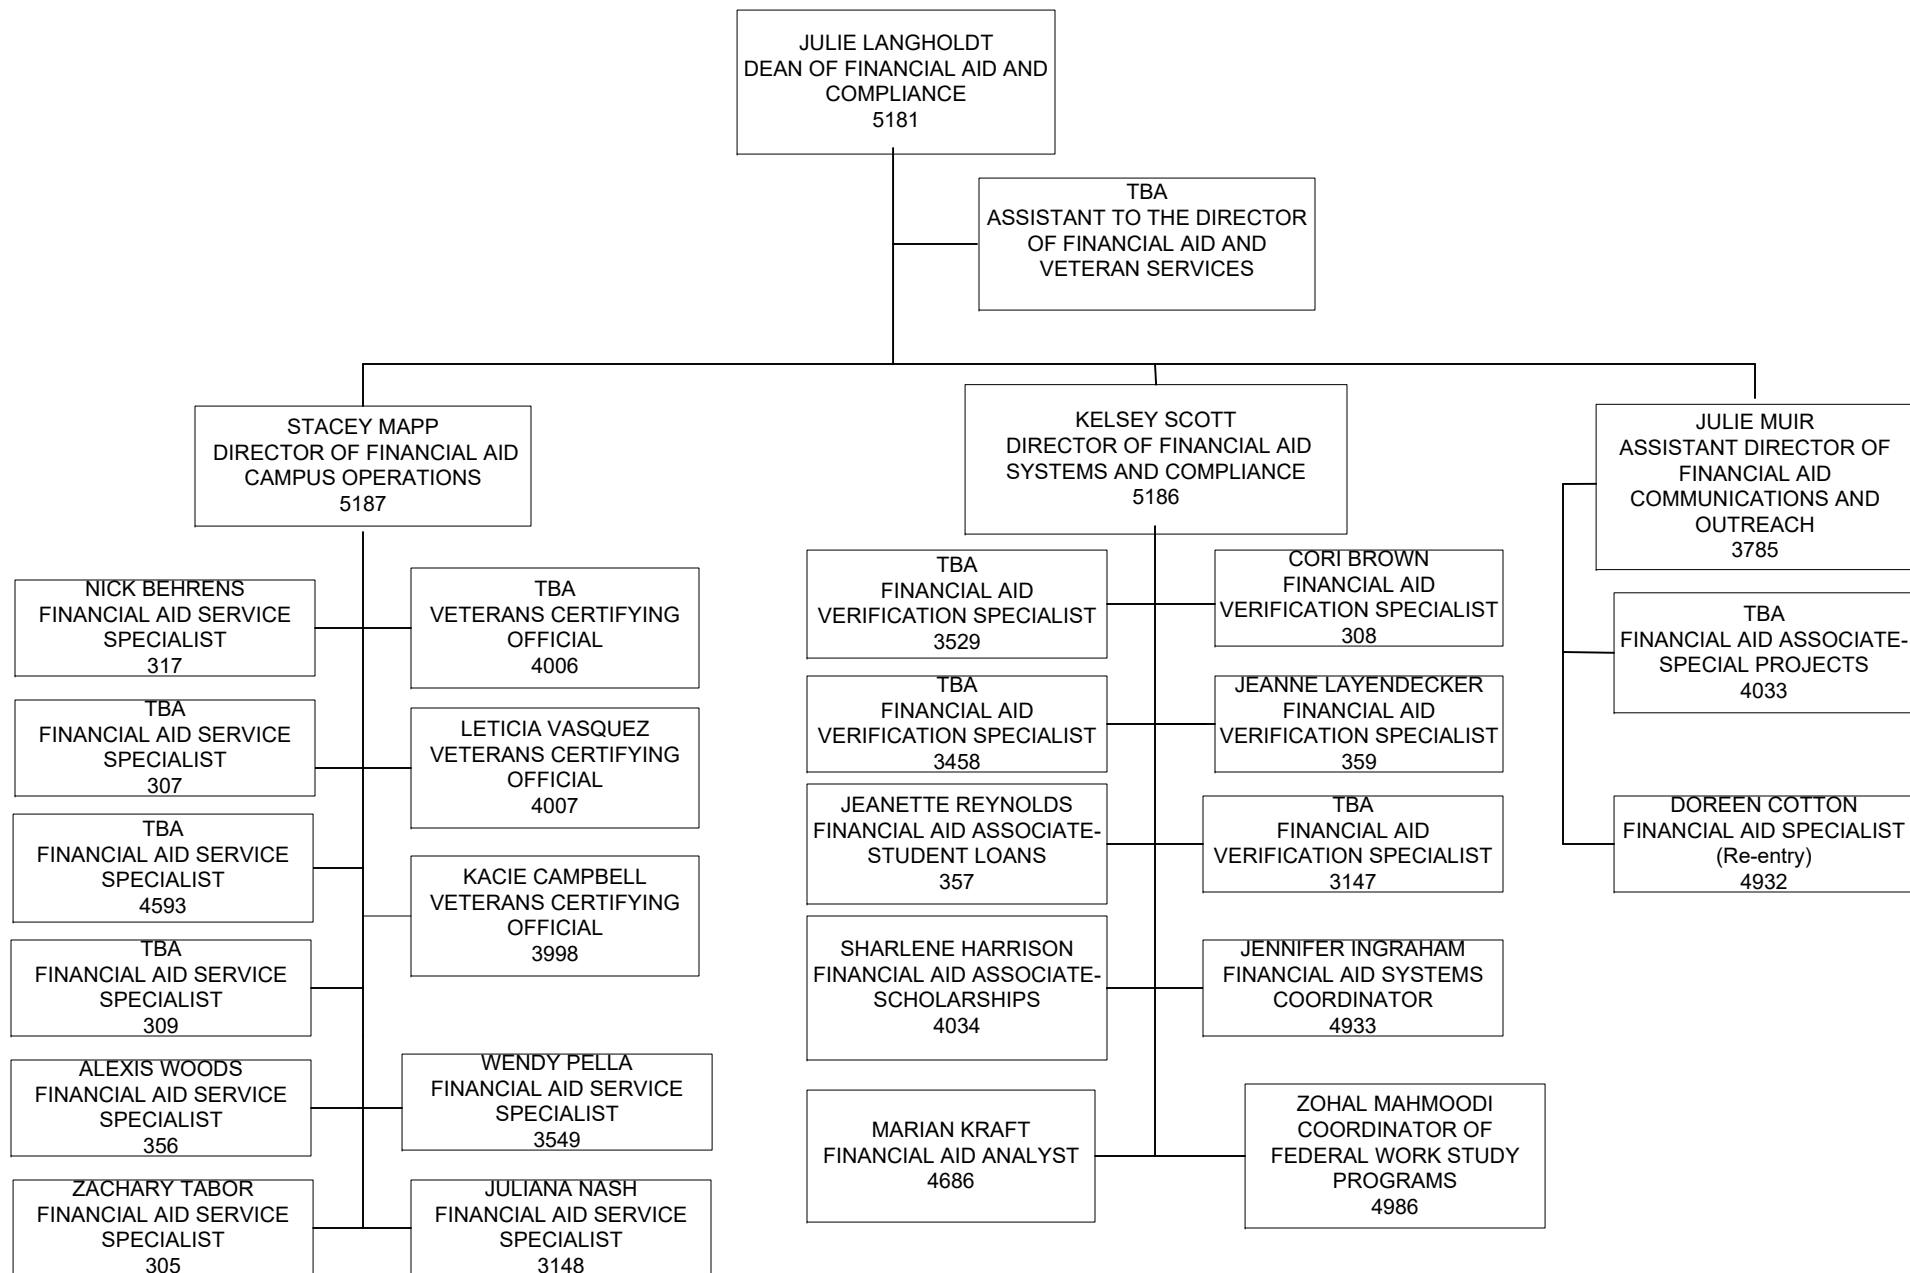 JULIE LANGHOLDT
DEAN OF FINANCIAL AID AND
COMPLIANCE
5181
TBA
ASSISTANT TO THE DIRECTOR
OF FINANCIAL AID AND
VETERAN SERVICES
STACEY MAPP
DIRECTOR OF FINANCIAL AID
CAMPUS OPERATIONS
5187
NICK BEHRENS
FINANCIAL AID SERVICE
SPECIALIST
317
TBA
VETERANS CERTIFYING
OFFICIAL
4006
TBA
FINANCIAL AID SERVICE
SPECIALIST
307
LETICIA VASQUEZ
VETERANS CERTIFYING
OFFICIAL
4007
TBA
FINANCIAL AID SERVICE
SPECIALIST
4593
KACIE CAMPBELL
VETERANS CERTIFYING
OFFICIAL
3998
TBA
FINANCIAL AID SERVICE
SPECIALIST
309
ALEXIS WOODS
FINANCIAL AID SERVICE
SPECIALIST
356
WENDY PELLA
FINANCIAL AID SERVICE
SPECIALIST
3549
ZACHARY TABOR
FINANCIAL AID SERVICE
SPECIALIST
305
JULIANA NASH
FINANCIAL AID SERVICE
SPECIALIST
3148
KELSEY SCOTT
DIRECTOR OF FINANCIAL AID
SYSTEMS AND COMPLIANCE
5186
TBA
FINANCIAL AID
VERIFICATION SPECIALIST
3529
CORI BROWN
FINANCIAL AID
VERIFICATION SPECIALIST
308
TBA
FINANCIAL AID
VERIFICATION SPECIALIST
3458
JEANNE LAYENDECKER
FINANCIAL AID
VERIFICATION SPECIALIST
359
JEANETTE REYNOLDS
FINANCIAL AID ASSOCIATE-
STUDENT LOANS
357
TBA
FINANCIAL AID
VERIFICATION SPECIALIST
3147
SHARLENE HARRISON
FINANCIAL AID ASSOCIATE-
SCHOLARSHIPS
4034
JENNIFER INGRAHAM
FINANCIAL AID SYSTEMS
COORDINATOR
4933
MARIAN KRAFT
FINANCIAL AID ANALYST
4686
ZOHAL MAHMOODI
COORDINATOR OF
FEDERAL WORK STUDY
PROGRAMS
4986
JULIE MUIR
ASSISTANT DIRECTOR OF
FINANCIAL AID
COMMUNICATIONS AND
OUTREACH
3785
TBA
FINANCIAL AID ASSOCIATE-
SPECIAL PROJECTS
4033
DOREEN COTTON
FINANCIAL AID SPECIALIST
(Re-entry)
4932